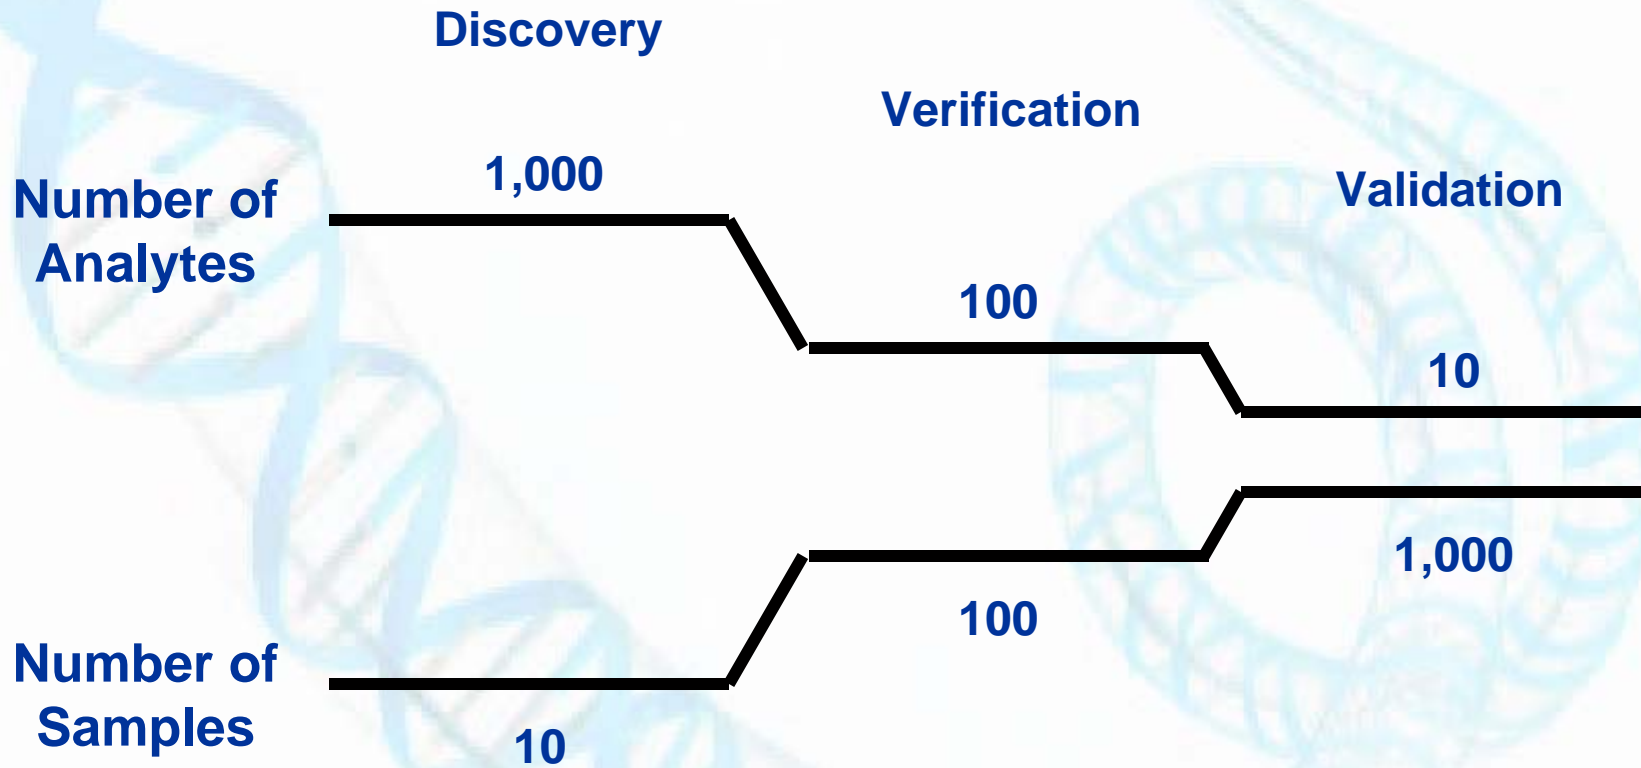 Discovery
Verification
Validation
Number of
Analytes
1,000
100
10
Number of
Samples
10
100
1,000